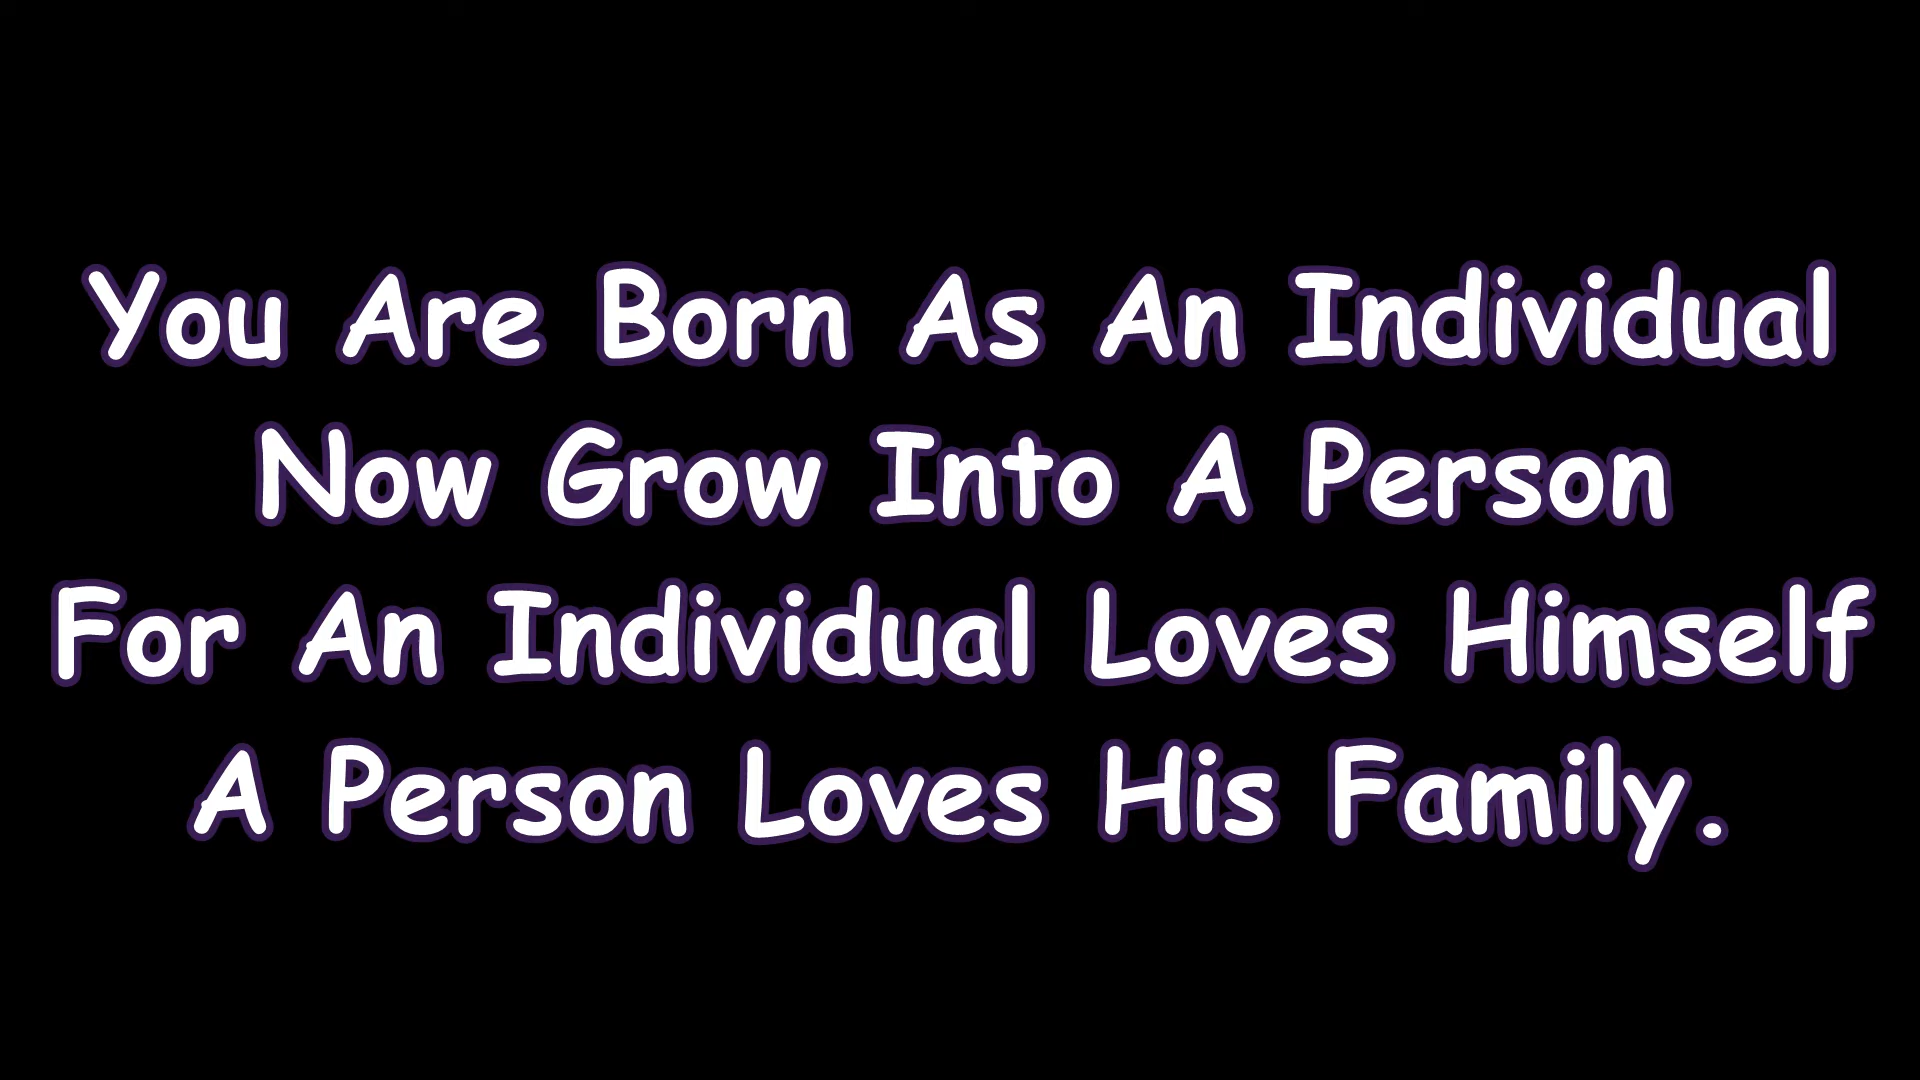 You Are Born As An Individual
Now Grow Into A Person
For An Individual Loves Himself
A Person Loves His Family.